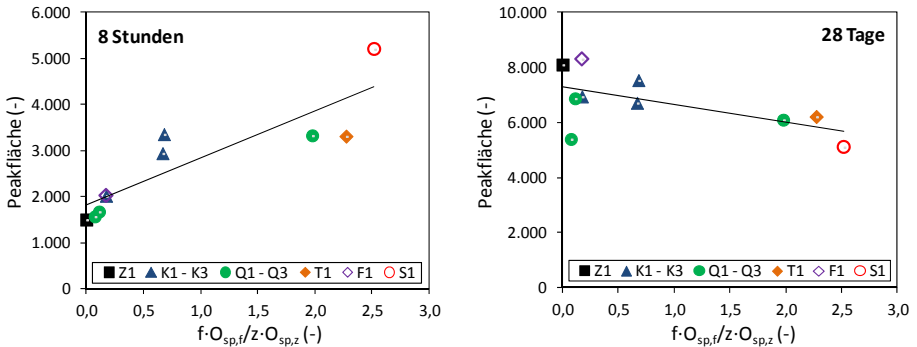 8 Stunden
Peakfläche (-)
6.000
5.000
4.000
3.000
2.000
1.000
0
Z1 K1 - K3 Q1 - Q3 T1 F1 S1
0,0 0,5 1,0 1,5 2,0 2,5 3,0
f·Osp,f/z·Osp,z (-)
28 Tage
Peakfläche (-)
10.000
8.000
6.000
4.000
2.000
0
Z1 K1 - K3 Q1 - Q3 T1 F1 S1
0,0 0,5 1,0 1,5 2,0 2,5 3,0
f·Osp,f/z·Osp,z (-)